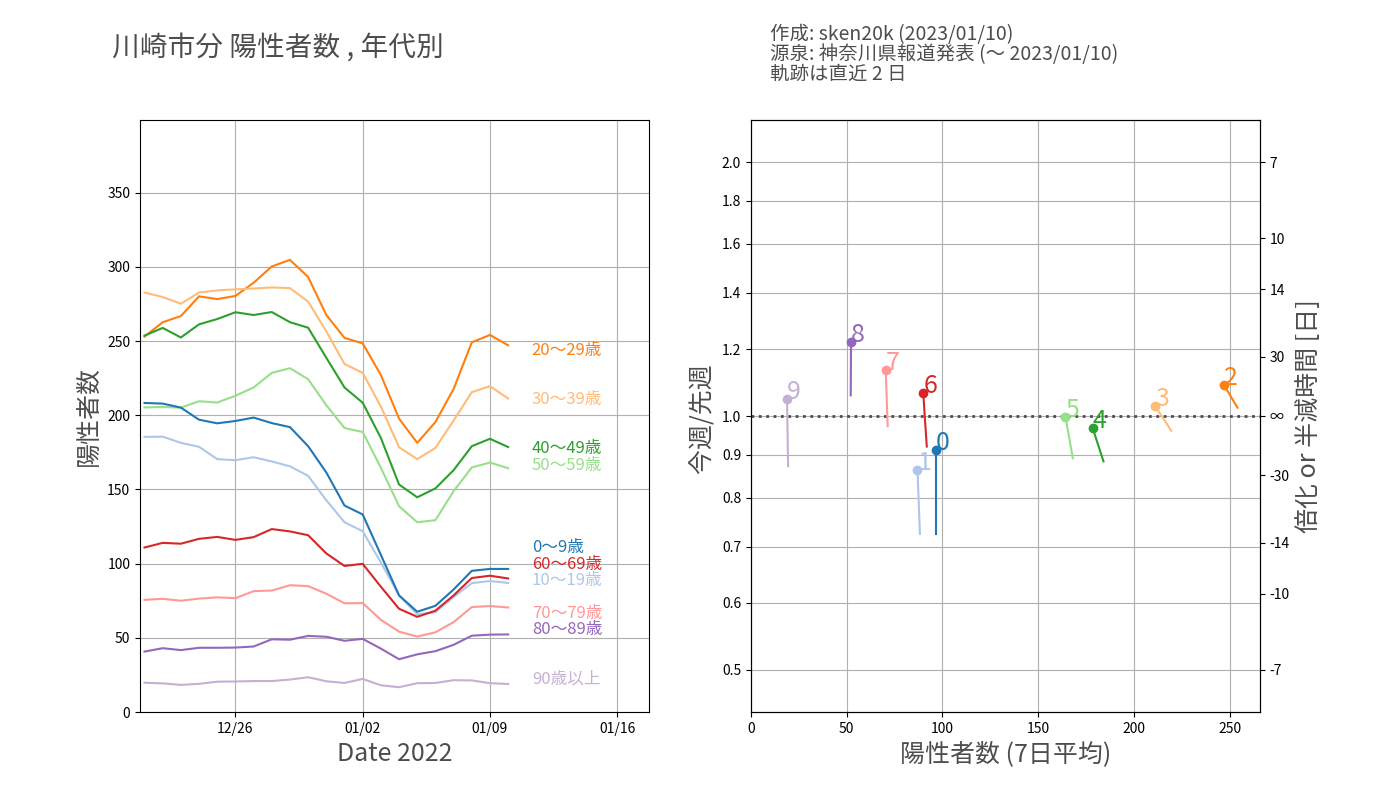 川崎市分 陽性者数 , 年代別
作成: sken20k (2023/01/10)
源泉: 神奈川県報道発表 (〜 2023/01/10)
軌跡は直近 2 日
陽性者数
350
300
250
200
150
100
50
0
12/26
01/02
01/09
01/16
Date 2022
20〜29歳
30〜39歳
40〜49歳
50〜59歳
0〜9歳
60〜69歳
10〜19歳
70〜79歳
80〜89歳
90歳以上
今週/先週
2.0
1.8
1.6
1.4
1.2
1.0
0.9
0.8
0.7
0.6
0.5
0
50
100
150
200
250
陽性者数 (7日平均)
9
8
7
6
0
1
5
4
3
2
7
10
14
30
∞
-30
-14
-10
-7
倍化 or 半減時間 [日]